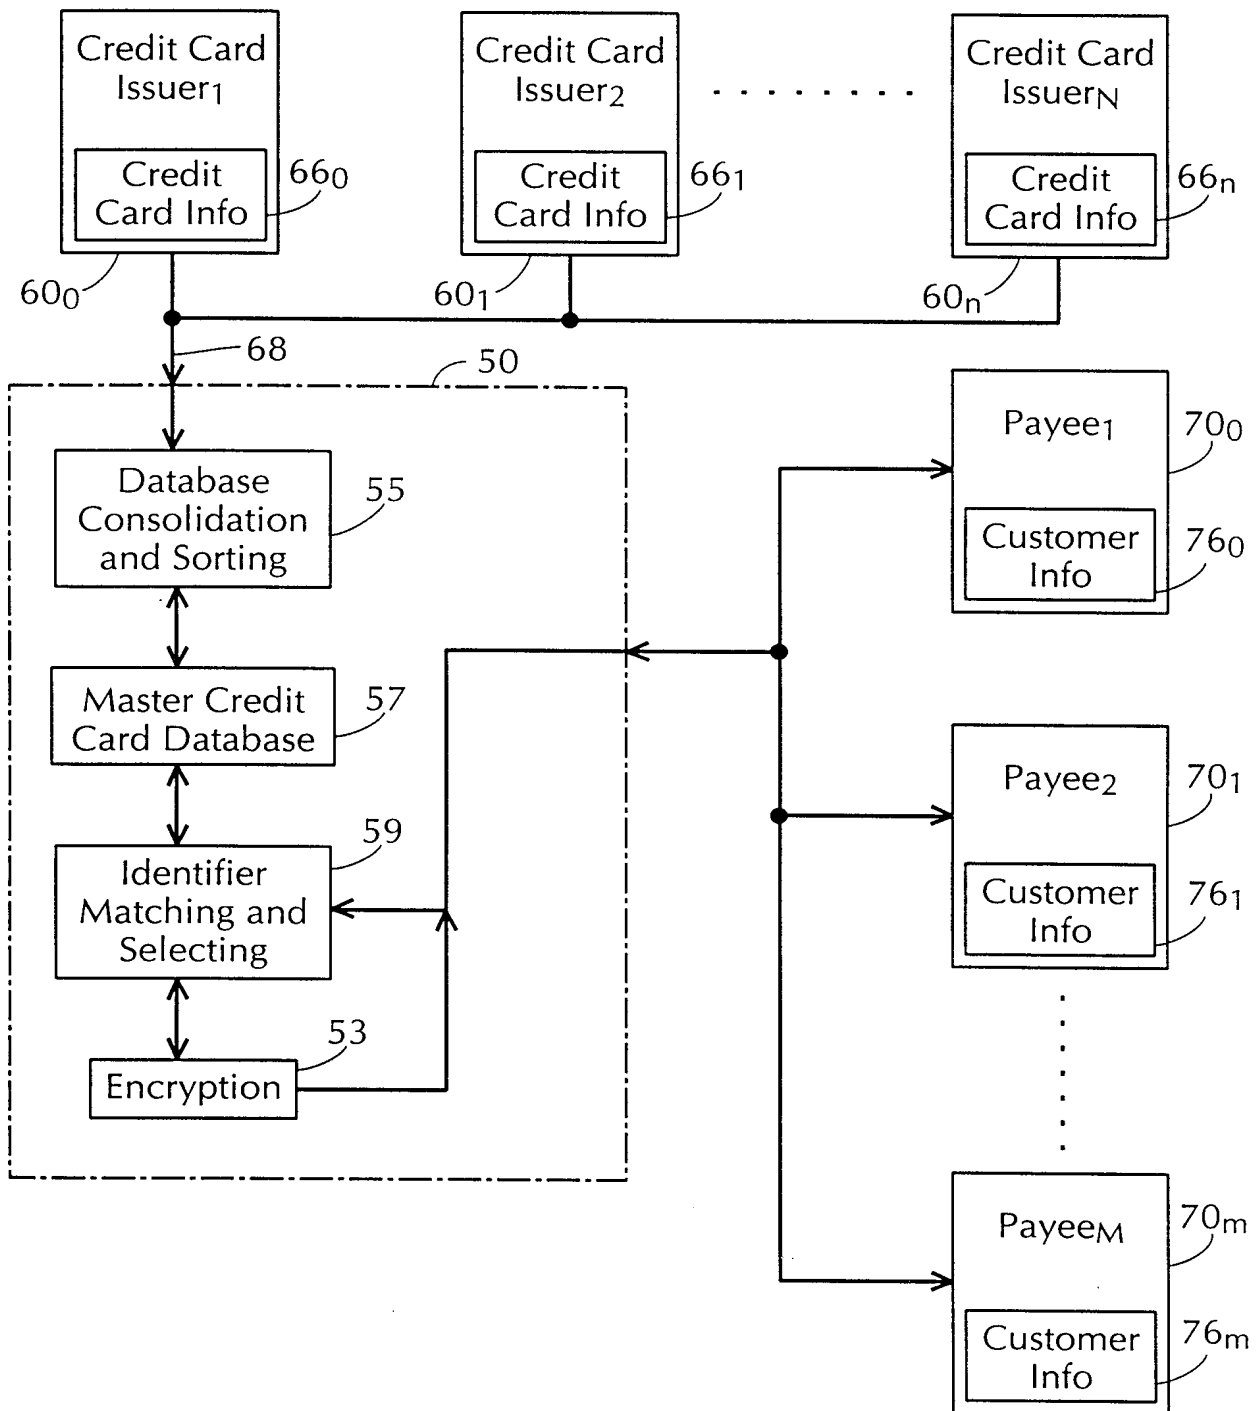 Credit Card
Issuer1
Credit
Card Info
660
600
Credit Card
Issuer2
Credit
Card Info
661
601
Credit Card
IssuerN
Credit
Card Info
66n
60n
68
50
Database
Consolidation
and Sorting
55
Master Credit
Card Database
57
Identifier
Matching and
Selecting
59
Encryption
53
Payee1
700
Customer
Info
760
Payee2
701
Customer
Info
761
PayeeM
70m
Customer
Info
76m